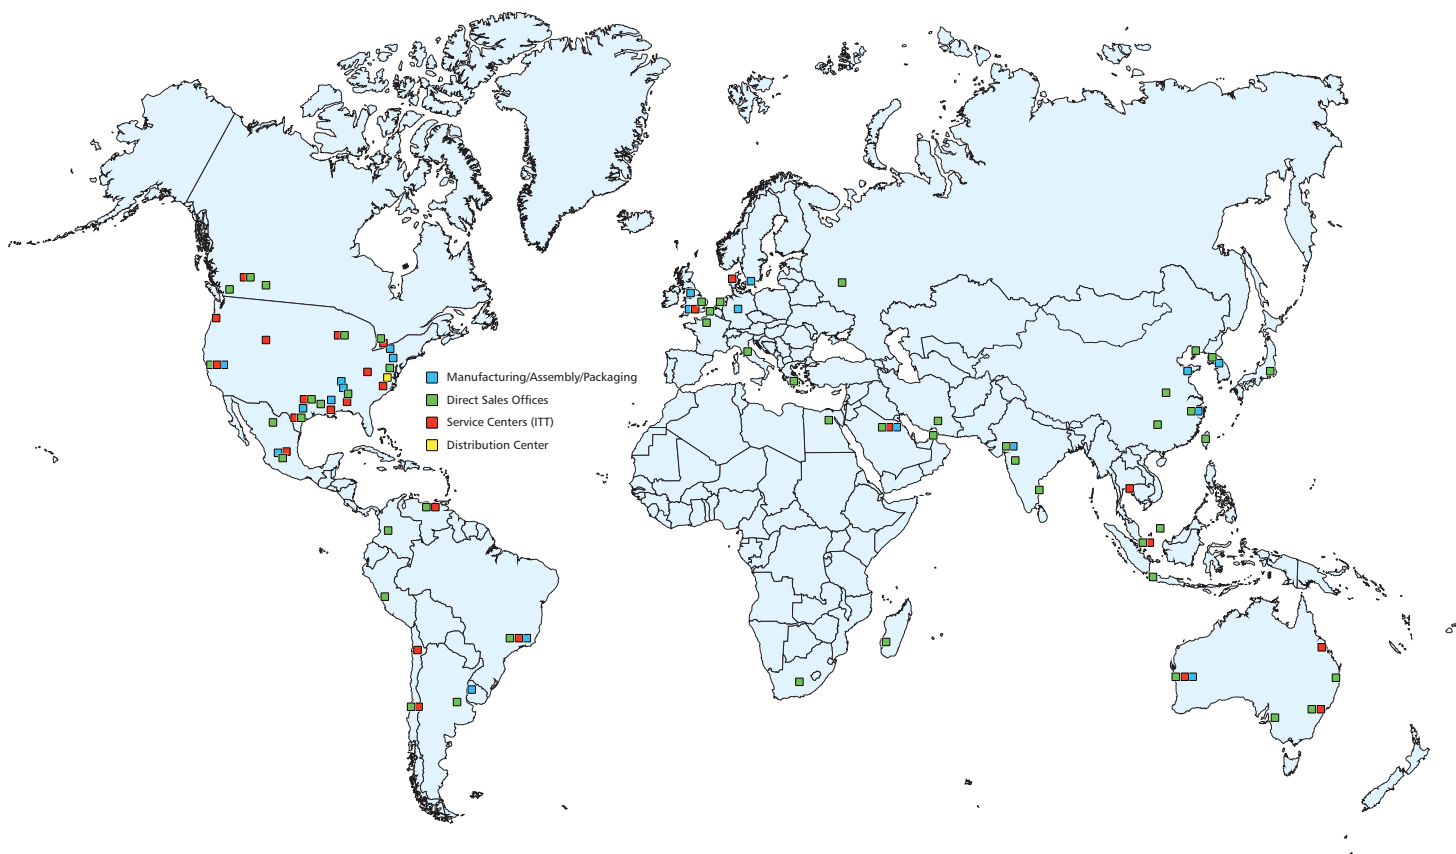 Manufacturing/Assembly/Packaging
Direct Sales Offices
Service Centers (ITT)
Distribution Center